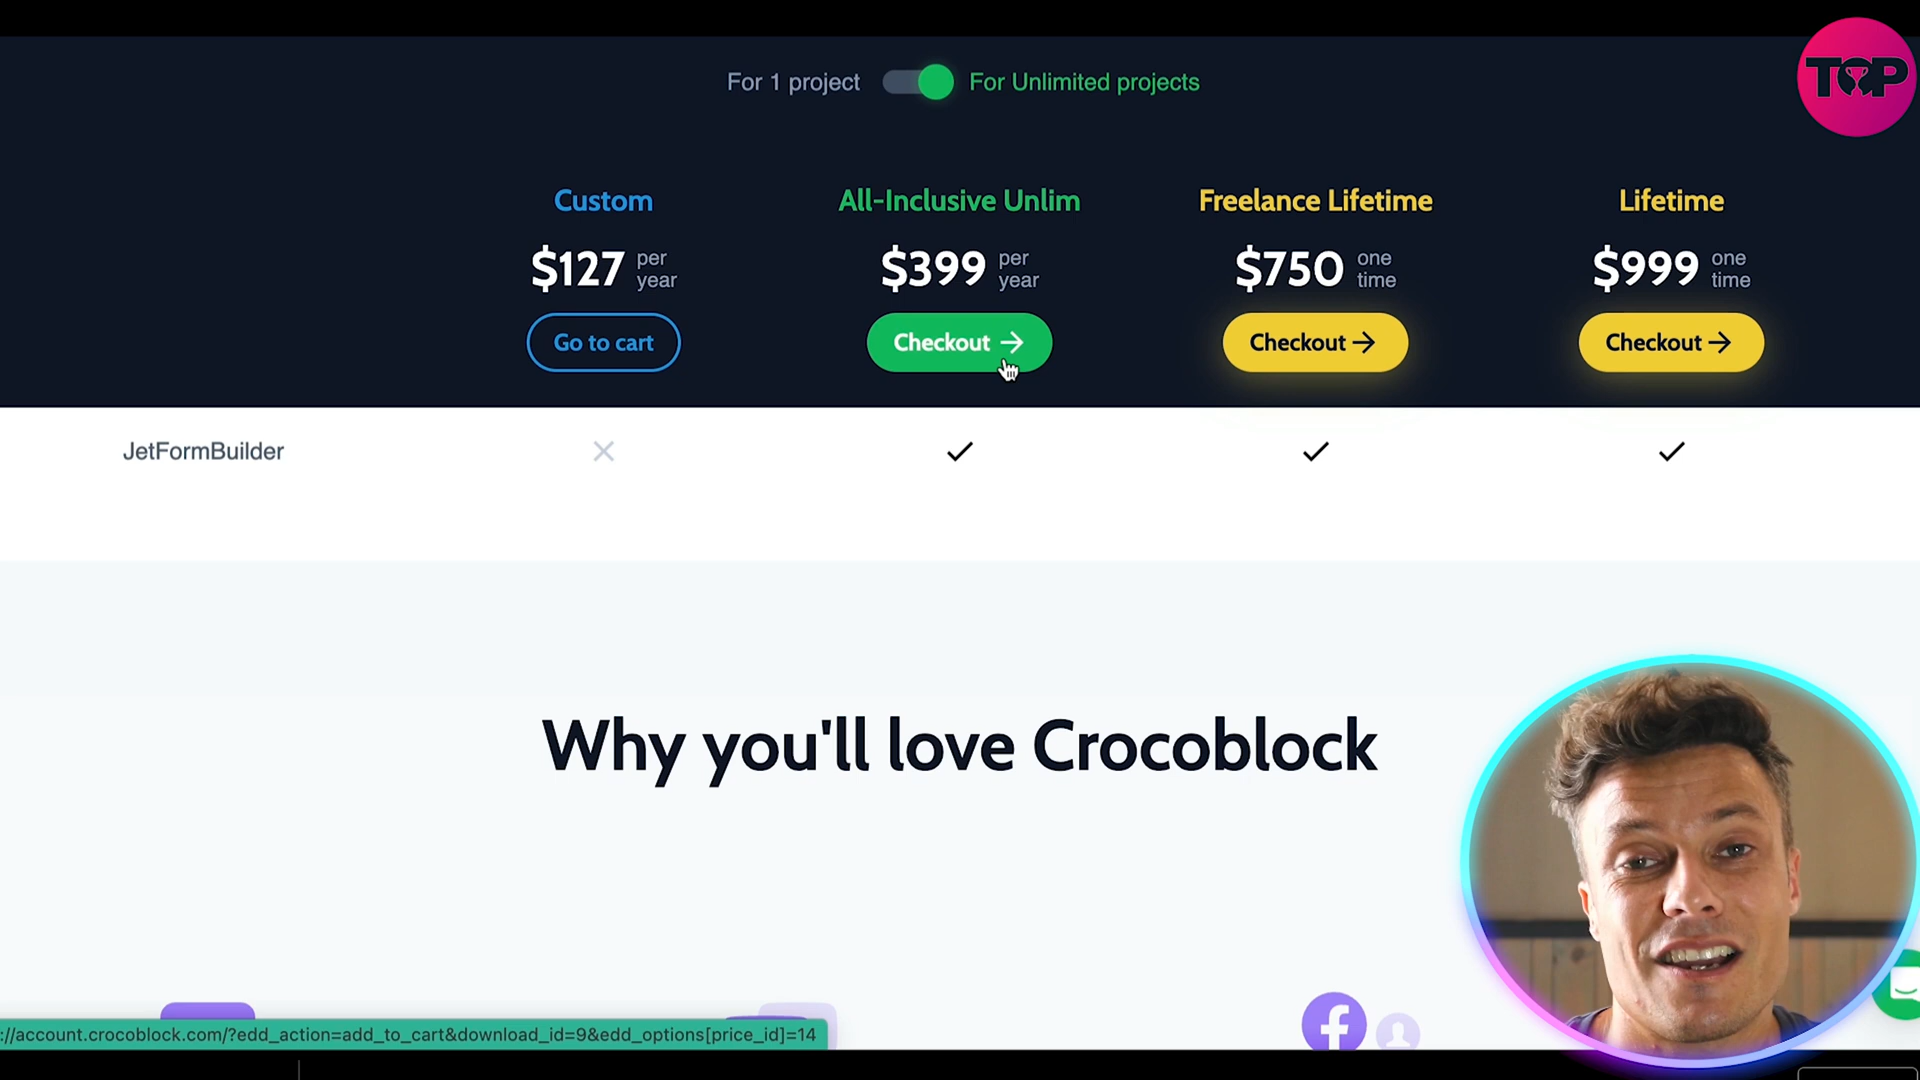 TOP
For 1 project For Unlimited projects
Custom All-Inclusive Unlim Freelance Lifetime Lifetime
$127 per year $399 per year $750 one time $999 one time
Go to cart Checkout → Checkout → Checkout →
JetFormBuilder
Why you'll love Crocoblock
://account.crocoblock.com/?edd_action=add_to_cart&download_id=9&edd_options[price_id]=14